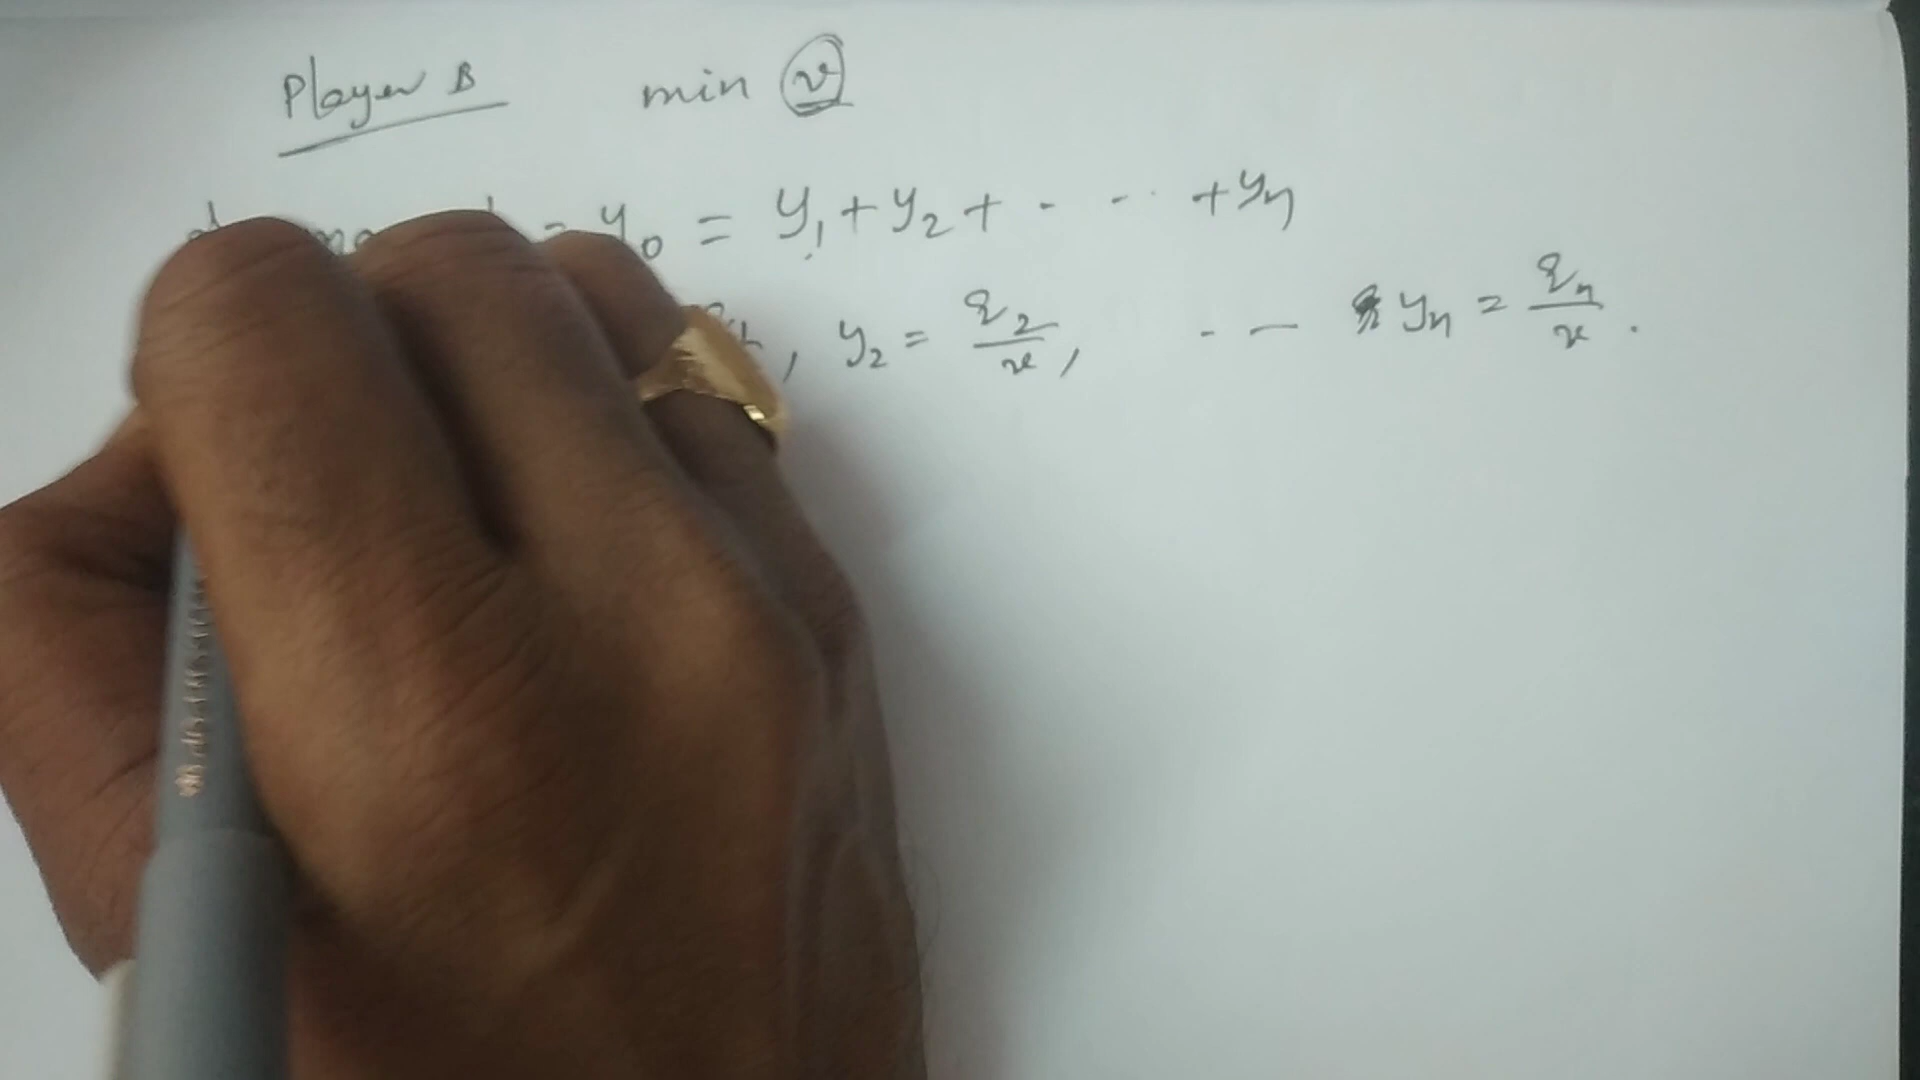 Player B min v
= y₀ = y₁ + y₂ + - - · + yₙ
, y₂ = q₂/v, - — yₙ = qₙ/v .